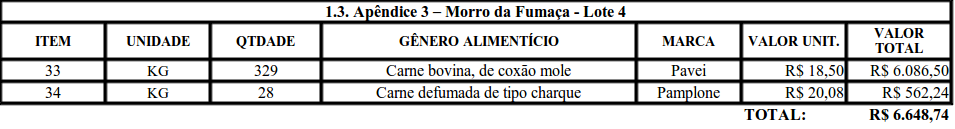 1.3. Apêndice 3 – Morro da Fumaça - Lote 4
ITEM UNIDADE QTDADE GÊNERO ALIMENTÍCIO MARCA VALOR UNIT. VALOR TOTAL
33 KG 329 Carne bovina, de coxão mole Pavei R$ 18,50 R$ 6.086,50
34 KG 28 Carne defumada de tipo charque Pamplone R$ 20,08 R$ 562,24
TOTAL: R$ 6.648,74